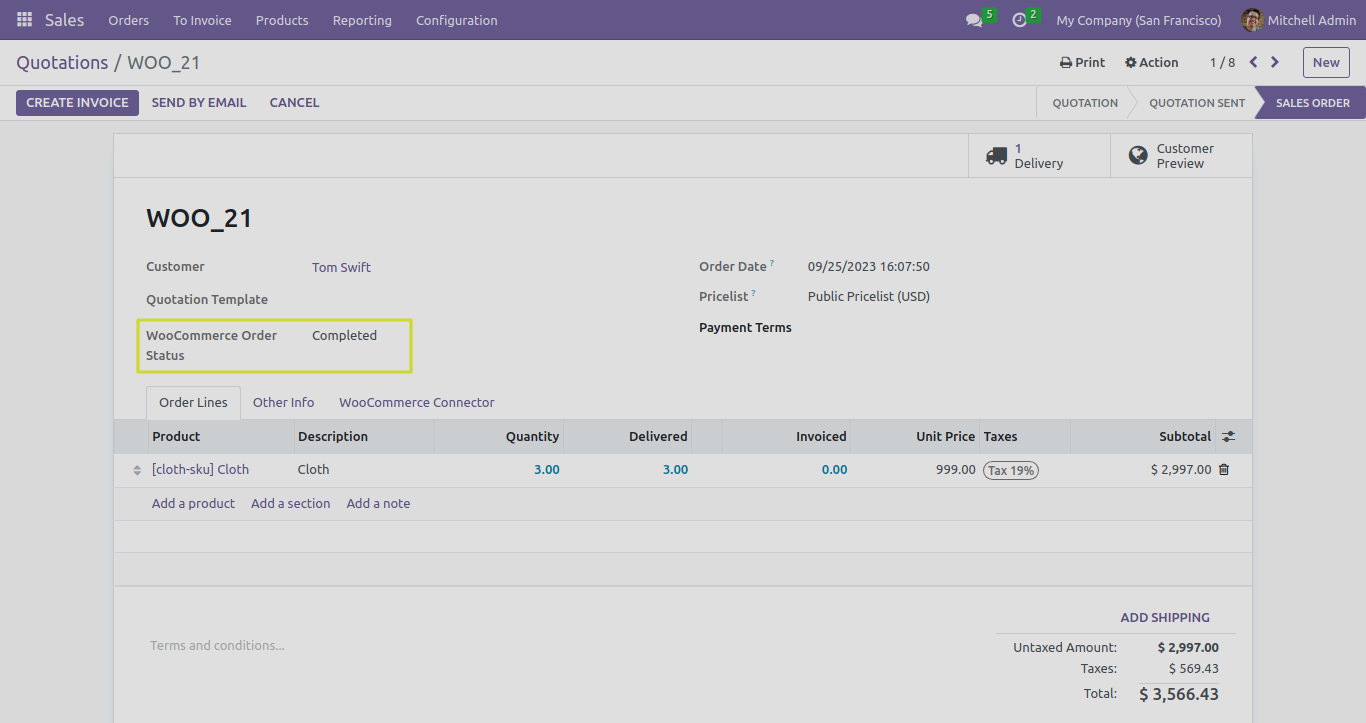 Sales Orders To Invoice Products Reporting Configuration 5 2 My Company (San Francisco) Mitchell Admin
Quotations / WOO_21 Print Action 1 / 8 New
CREATE INVOICE SEND BY EMAIL CANCEL QUOTATION QUOTATION SENT SALES ORDER
1
Delivery
Customer
Preview
WOO_21
Customer Tom Swift
Order Date ? 09/25/2023 16:07:50
Quotation Template
Pricelist ? Public Pricelist (USD)
WooCommerce Order
Status
Completed
Payment Terms
Order Lines Other Info WooCommerce Connector
Product Description Quantity Delivered Invoiced Unit Price Taxes Subtotal
[cloth-sku] Cloth Cloth 3.00 3.00 0.00 999.00 Tax 19% $ 2,997.00
Add a product Add a section Add a note
ADD SHIPPING
Terms and conditions...
Untaxed Amount: $ 2,997.00
Taxes: $ 569.43
Total: $ 3,566.43